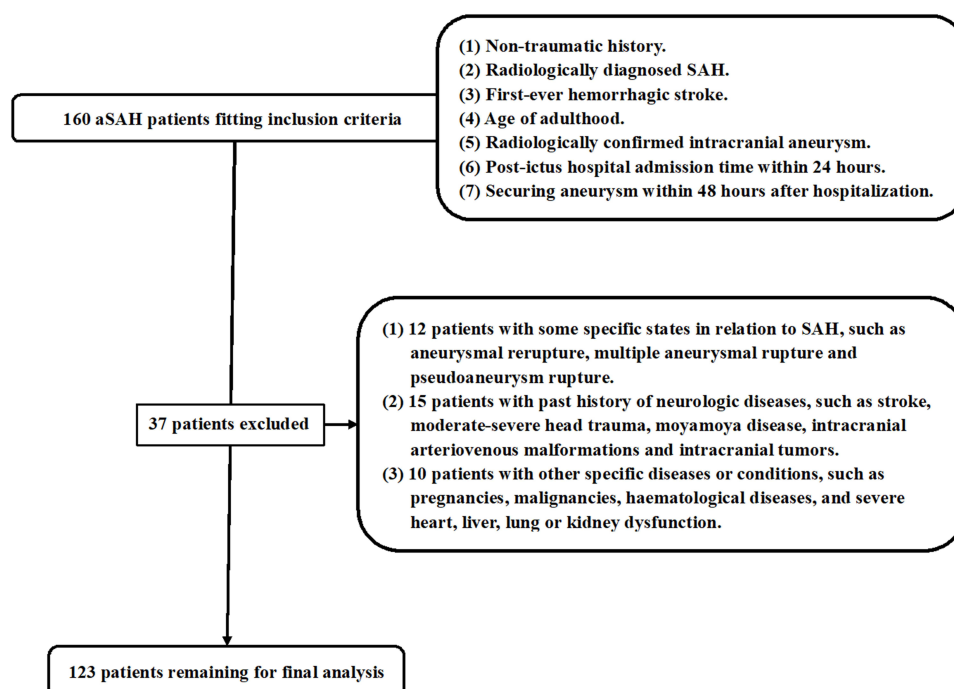 (1) Non-traumatic history.
(2) Radiologically diagnosed SAH.
(3) First-ever hemorrhagic stroke.
(4) Age of adulthood.
(5) Radiologically confirmed intracranial aneurysm.
(6) Post-ictus hospital admission time within 24 hours.
(7) Securing aneurysm within 48 hours after hospitalization.
160 aSAH patients fitting inclusion criteria
(1) 12 patients with some specific states in relation to SAH, such as
aneurysmal rerupture, multiple aneurysmal rupture and
pseudoaneurysm rupture.
(2) 15 patients with past history of neurologic diseases, such as stroke,
moderate-severe head trauma, moyamoya disease, intracranial
arteriovenous malformations and intracranial tumors.
(3) 10 patients with other specific diseases or conditions, such as
pregnancies, malignancies, haematological diseases, and severe
heart, liver, lung or kidney dysfunction.
37 patients excluded
123 patients remaining for final analysis